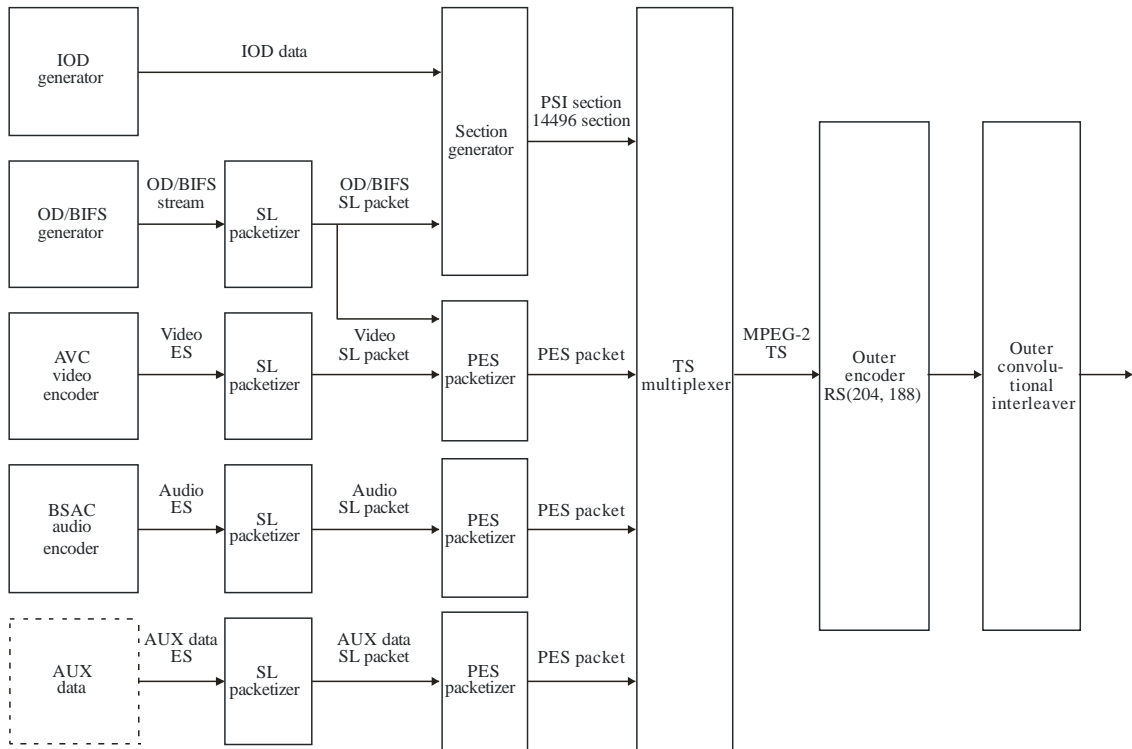 IOD
generator
IOD data
Section
generator
PSI section
14496 section
OD/BIFS
generator
OD/BIFS
stream
SL
packetizer
OD/BIFS
SL packet
AVC
video
encoder
Video
ES
SL
packetizer
Video
SL packet
PES
packetizer
PES packet
TS
multiplexer
MPEG-2
TS
Outer
encoder
RS(204, 188)
Outer
convolu-
tional
interleaver
BSAC
audio
encoder
Audio
ES
SL
packetizer
Audio
SL packet
PES
packetizer
PES packet
AUX
data
AUX data
ES
SL
packetizer
AUX data
SL packet
PES
packetizer
PES packet